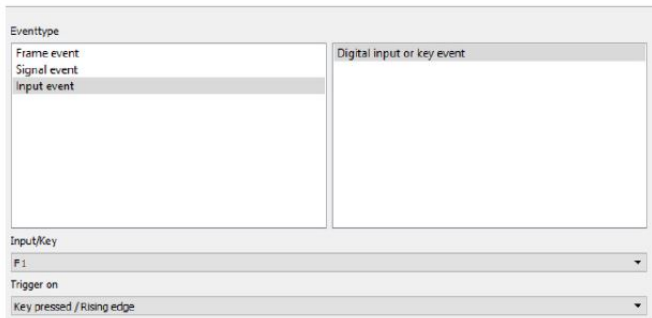 Eventtype
Frame event
Signal event
Input event
Digital input or key event
Input/Key
F1
Trigger on
Key pressed / Rising edge